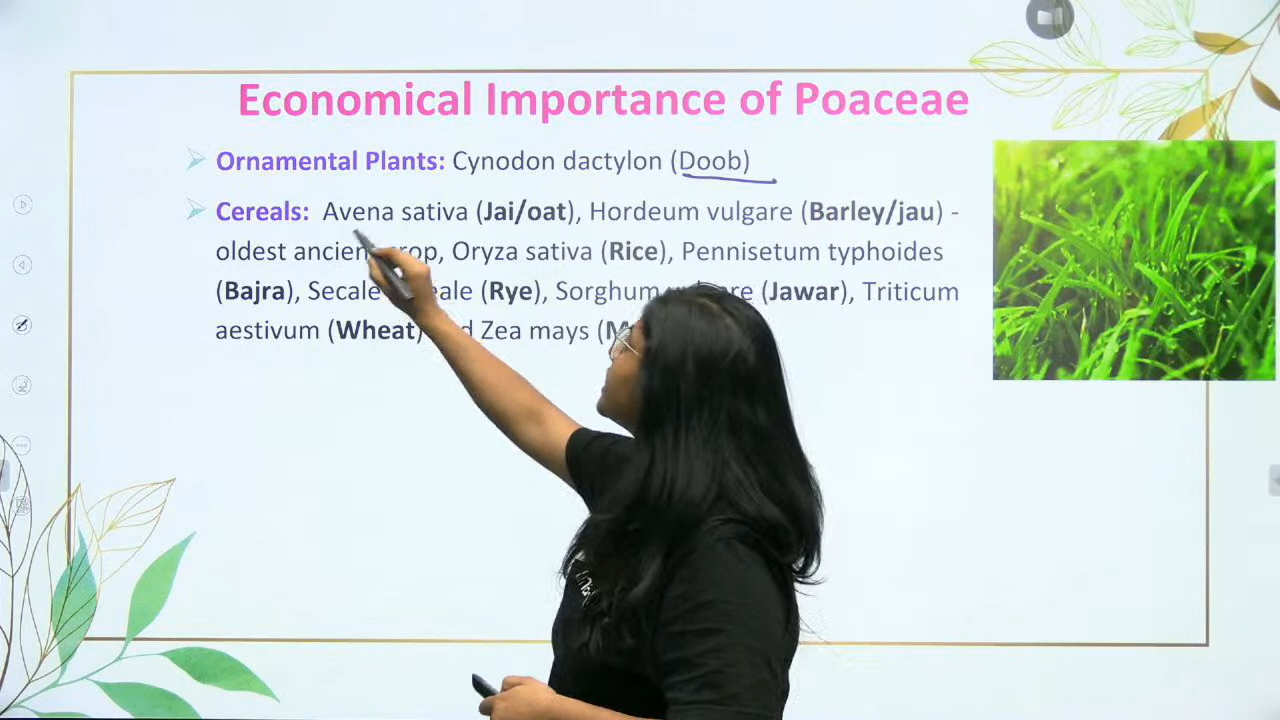 Economical Importance of Poaceae
Ornamental Plants: Cynodon dactylon (Doob)
Cereals: Avena sativa (Jai/oat), Hordeum vulgare (Barley/jau) -
oldest ancient crop, Oryza sativa (Rice), Pennisetum typhoides
(Bajra), Secale (Rye), Sorghum (Jawar), Triticum
aestivum (Wheat) Zea mays